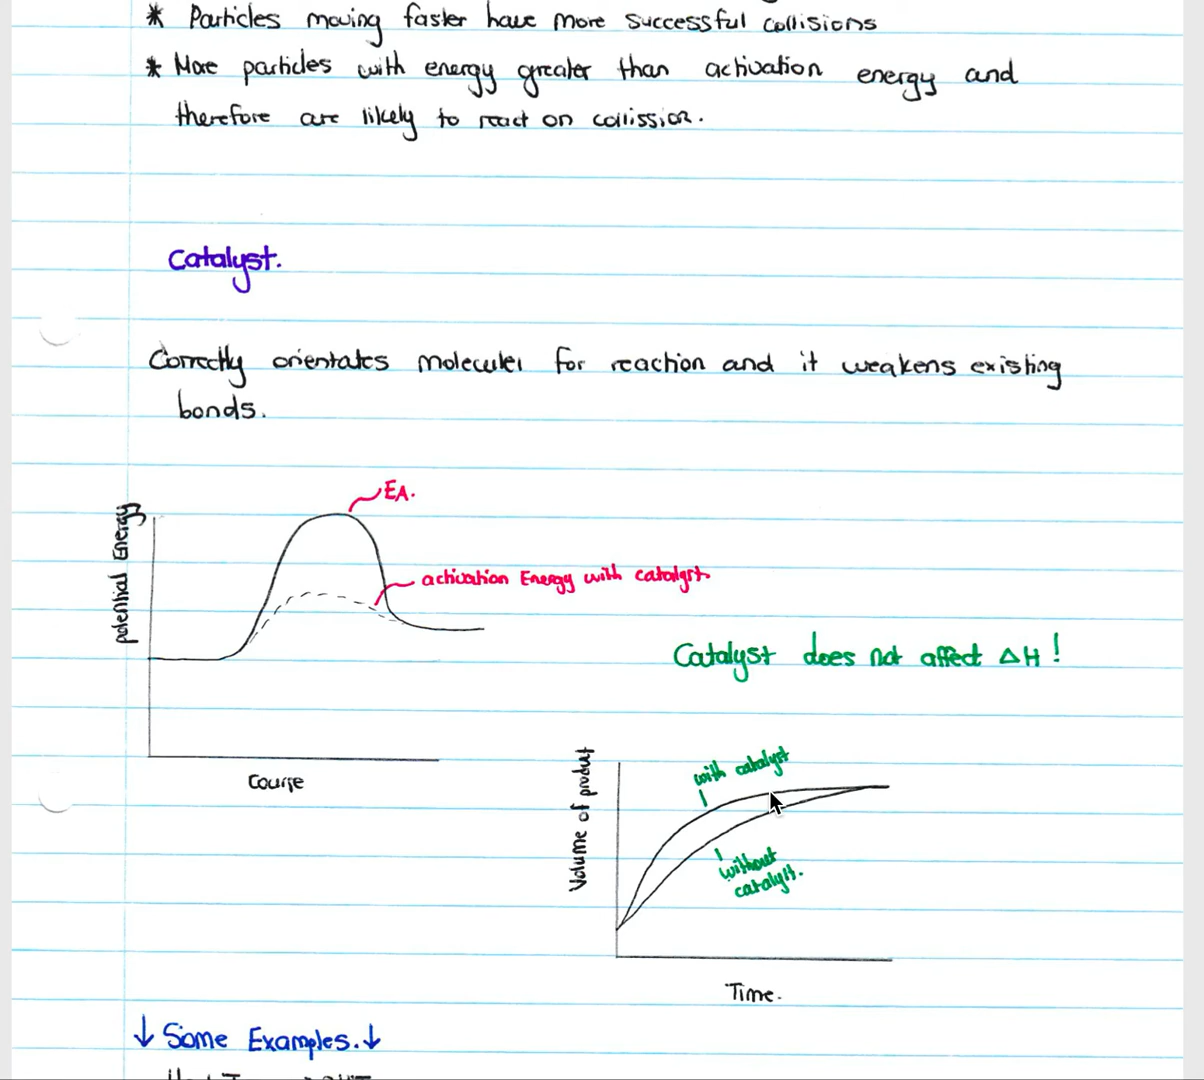 * Particles moving faster have more successful collisions
* More particles with energy greater than activation energy and
therefore are likely to react on collission.
Catalyst.
Correctly orientates molecules for reaction and it weakens existing
bonds.
EA.
potential Energy
activation Energy with catalyst.
Catalyst does not affect ΔH!
Course
Volume of product
with catalyst
without
catalyst.
Time.
↓ Some Examples. ↓